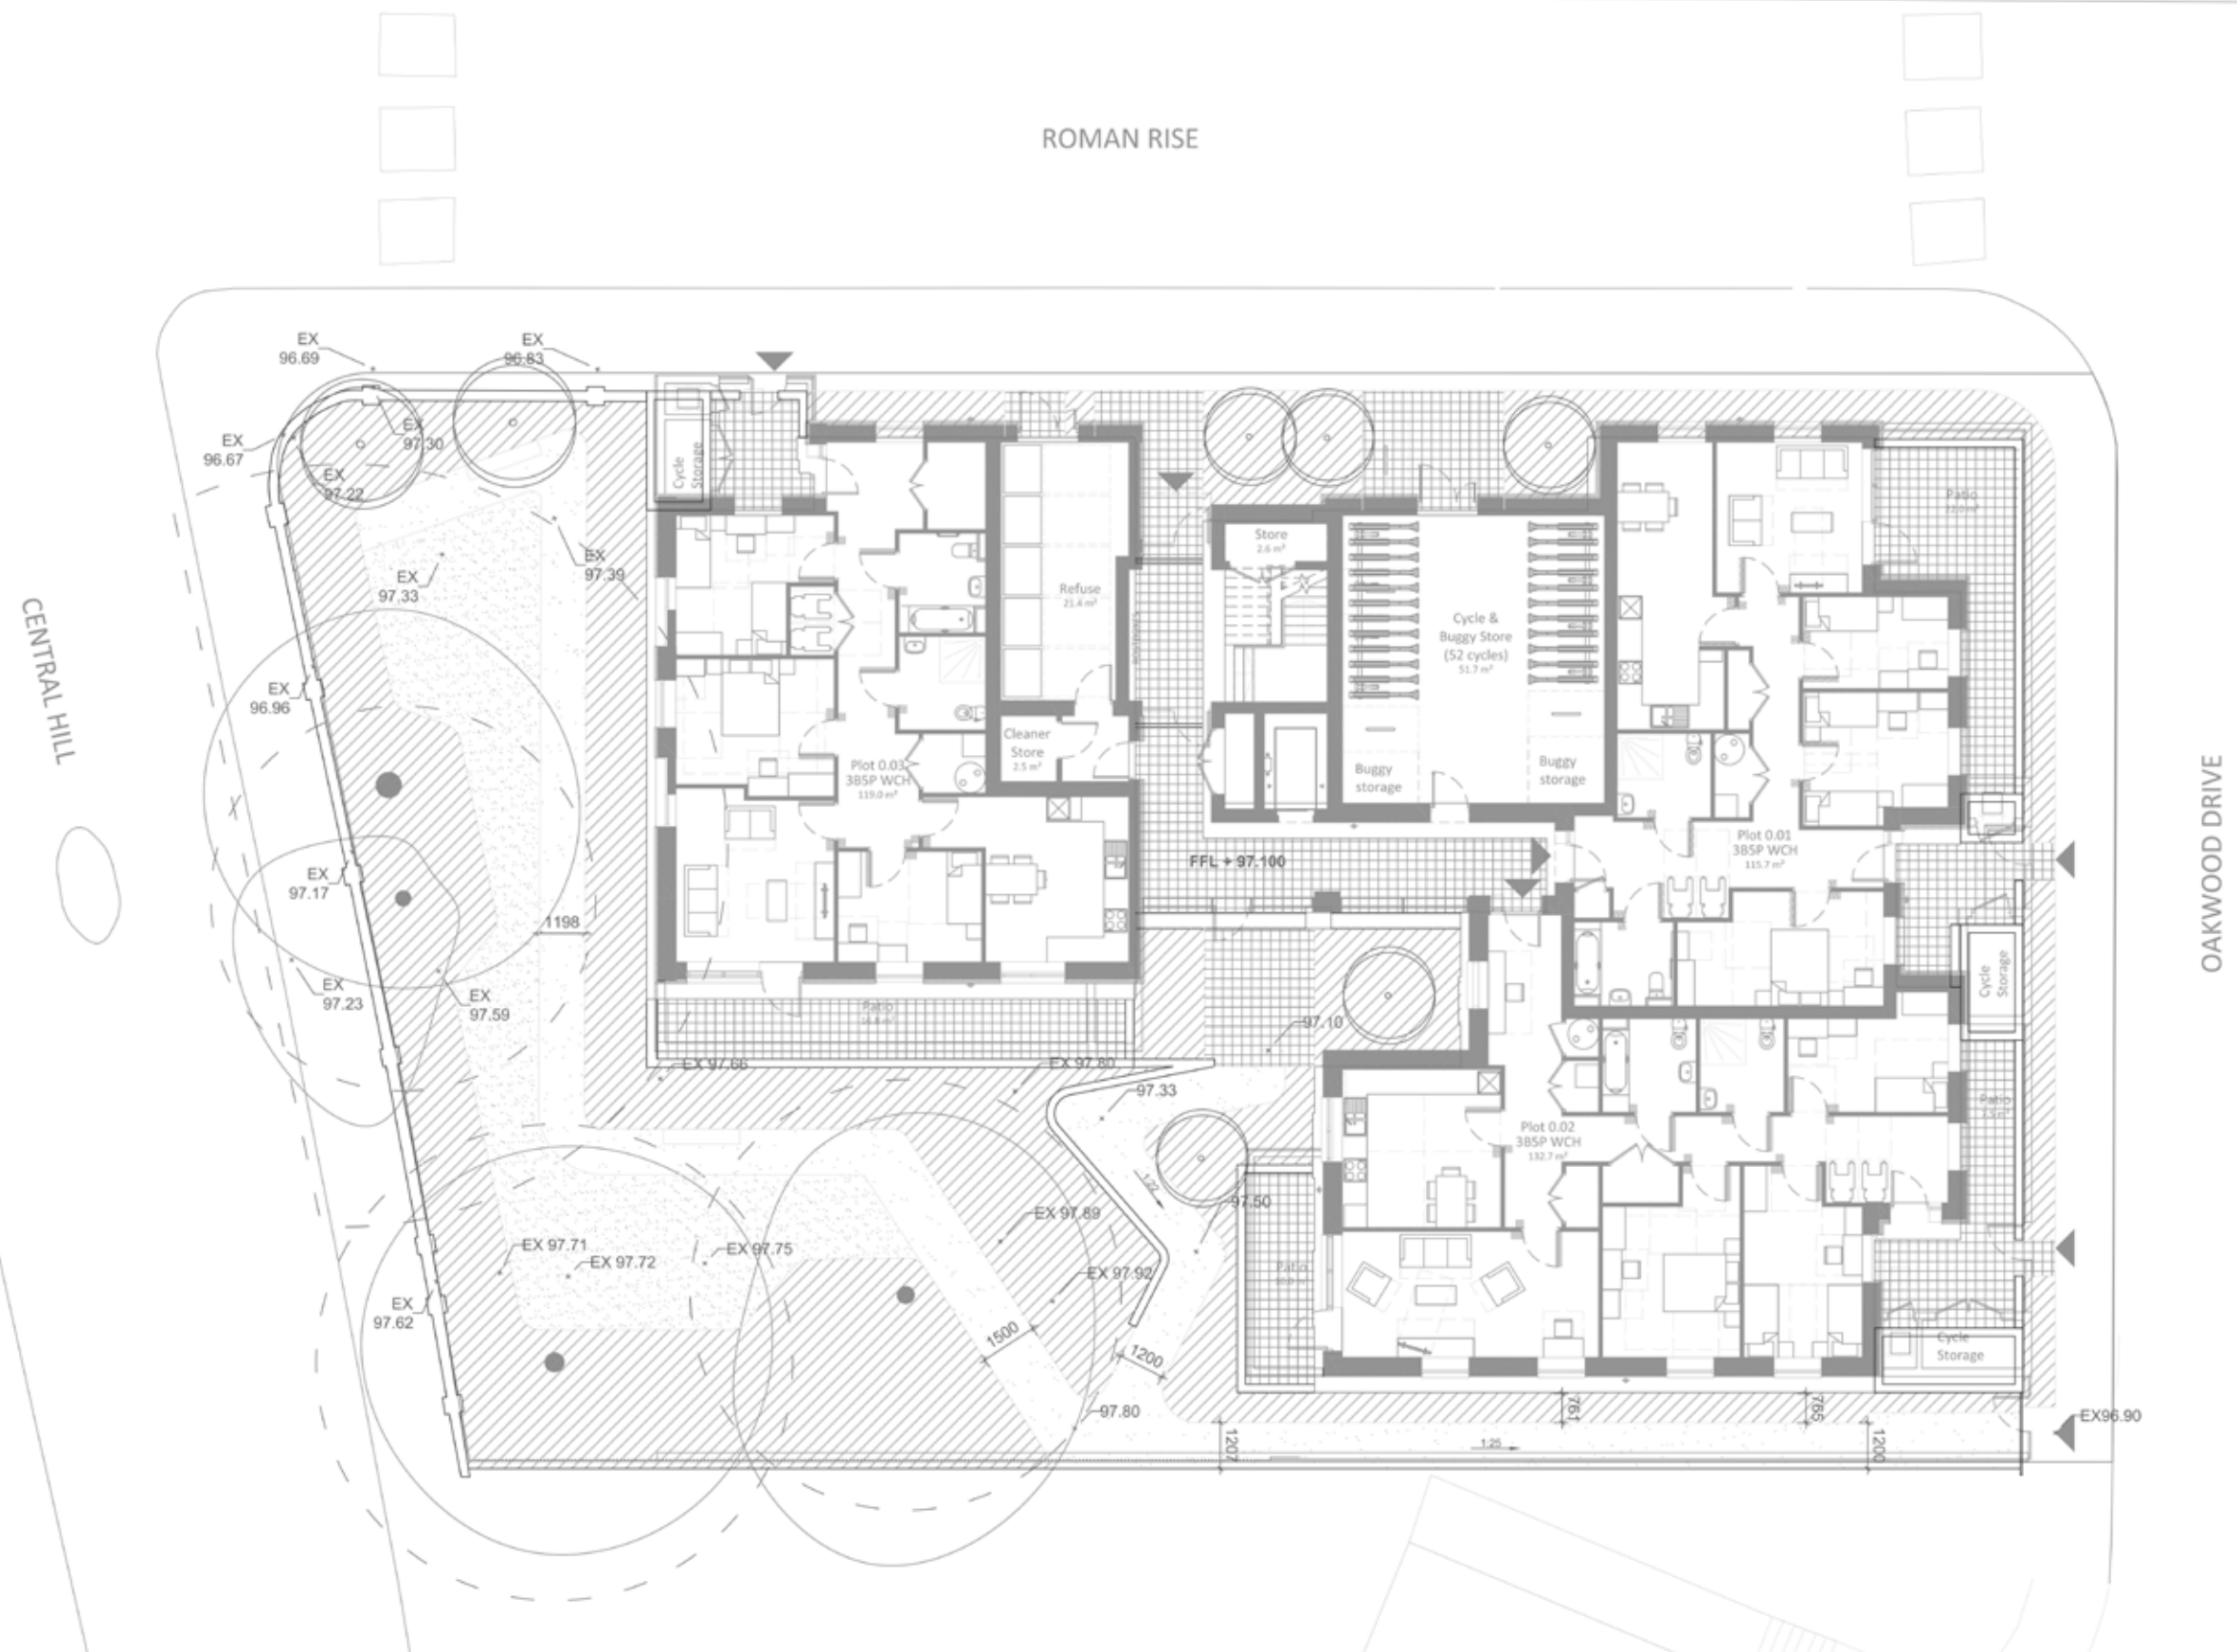 ROMAN RISE
EX
96.69
EX
96.83
EX
97.30
EX
96.67
EX
97.22
Cycle
Storage
EX
97.39
EX
97.33
Store
2.6 m²
Refuse
21.4 m²
Cycle &
Buggy Store
(52 cycles)
51.7 m²
Patio
CENTRAL HILL
EX
96.96
Cleaner
Store
2.5 m²
Plot 0.03
3B5P WCH
119.0 m²
Buggy
storage
Buggy
storage
Plot 0.01
3B5P WCH
115.7 m²
OAKWOOD DRIVE
FFL + 97.100
EX
97.17
1198
EX
97.23
EX
97.59
Patio
Cycle
Storage
97.10
EX 97.66
EX 97.80
97.33
Patio
Plot 0.02
3B5P WCH
132.7 m²
1:22
97.50
EX 97.89
EX 97.71
EX 97.72
EX 97.75
EX 97.92
Patio
EX
97.62
1500
1200
Cycle
Storage
97.80
761
765
EX96.90
1207
1:25
1200